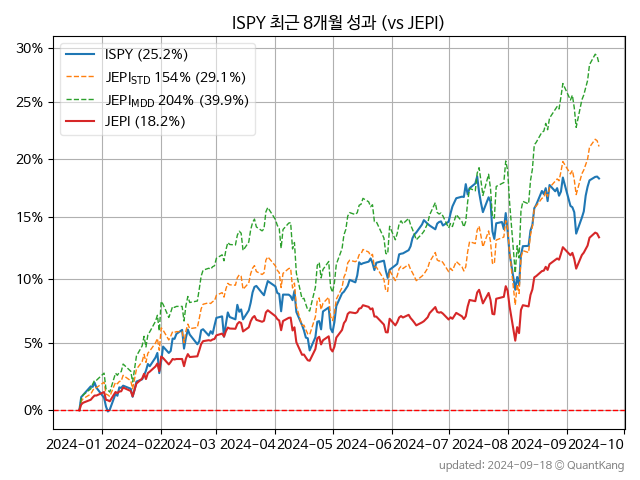 ISPY 최근 8개월 성과 (vs JEPI)
ISPY (25.2%)
JEPI_STD 154% (29.1%)
JEPI_MDD 204% (39.9%)
JEPI (18.2%)
30%
25%
20%
15%
10%
5%
0%
2024-01 2024-02 2024-03 2024-04 2024-05 2024-06 2024-07 2024-08 2024-09 2024-10
updated: 2024-09-18 © QuantKang